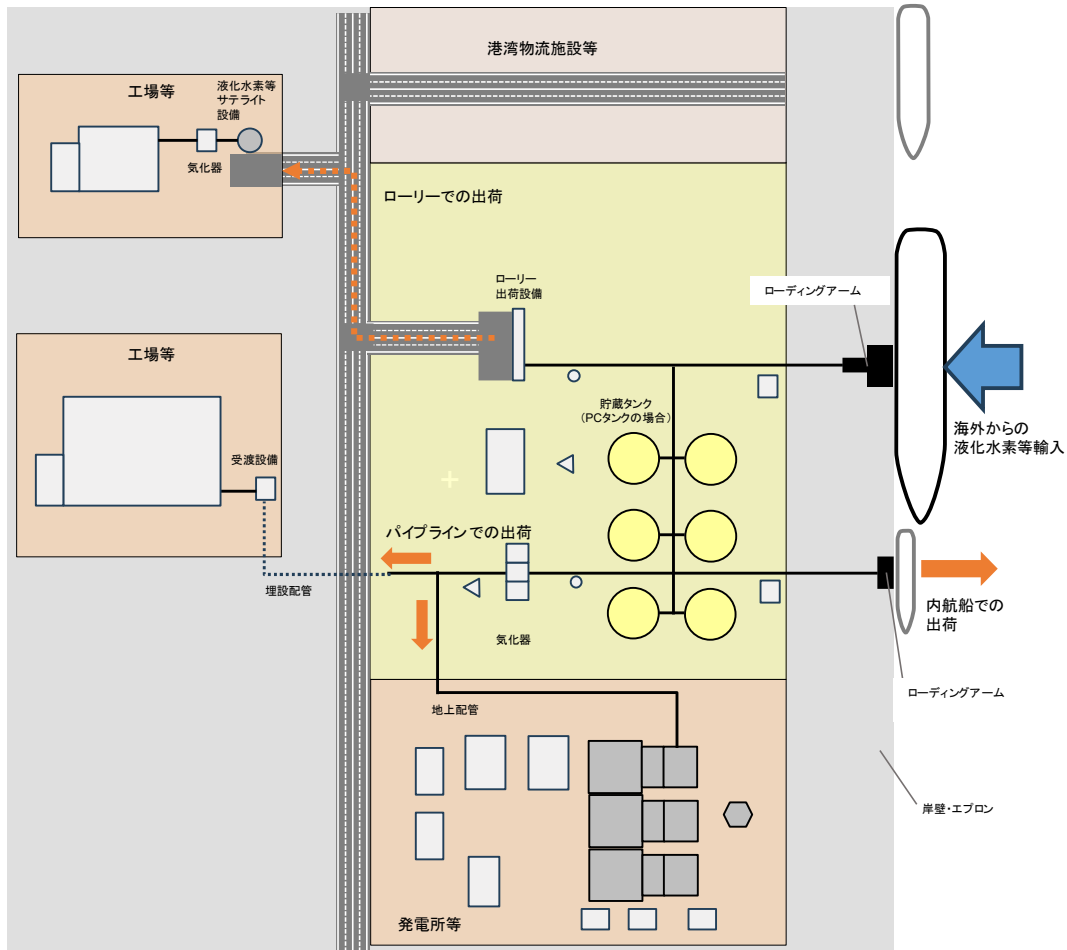 港湾物流施設等
工場等
液化水素等
サテライト
設備
気化器
ローリーでの出荷
ローリー
出荷設備
ローディングアーム
工場等
貯蔵タンク
（PCタンクの場合）
海外からの
液化水素等輸入
受渡設備
パイプラインでの出荷
埋設配管
気化器
内航船での
出荷
ローディングアーム
地上配管
岸壁・エプロン
発電所等